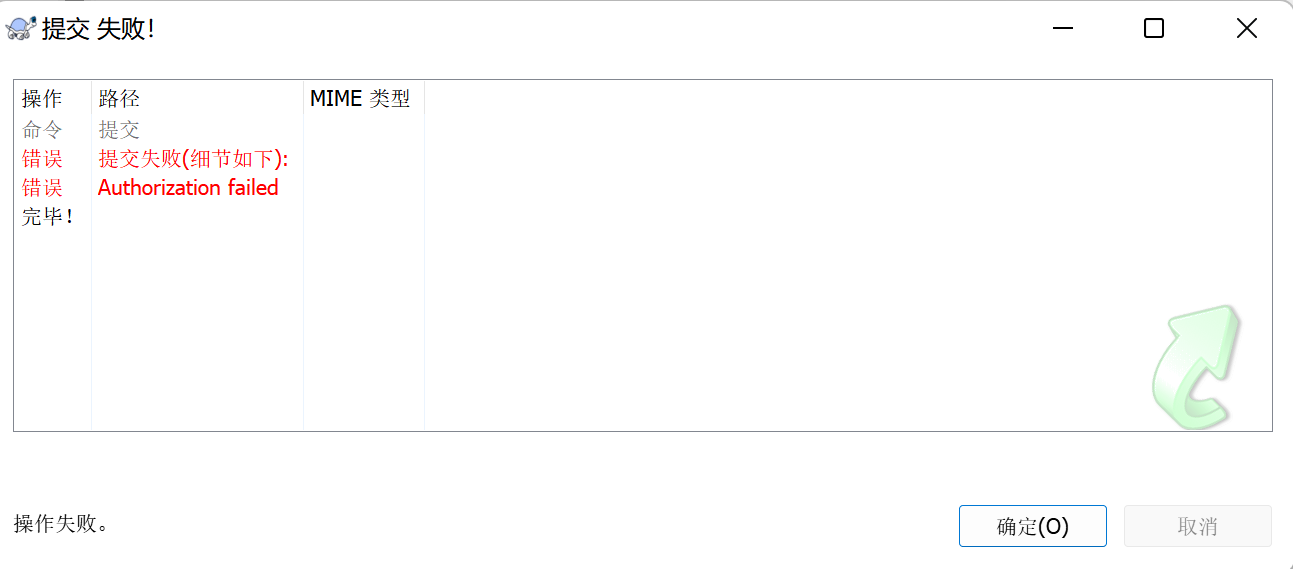 提交 失败!
操作 路径 MIME 类型
命令 提交
错误 提交失败(细节如下):
错误 Authorization failed
完毕!
操作失败。
确定(O) 取消